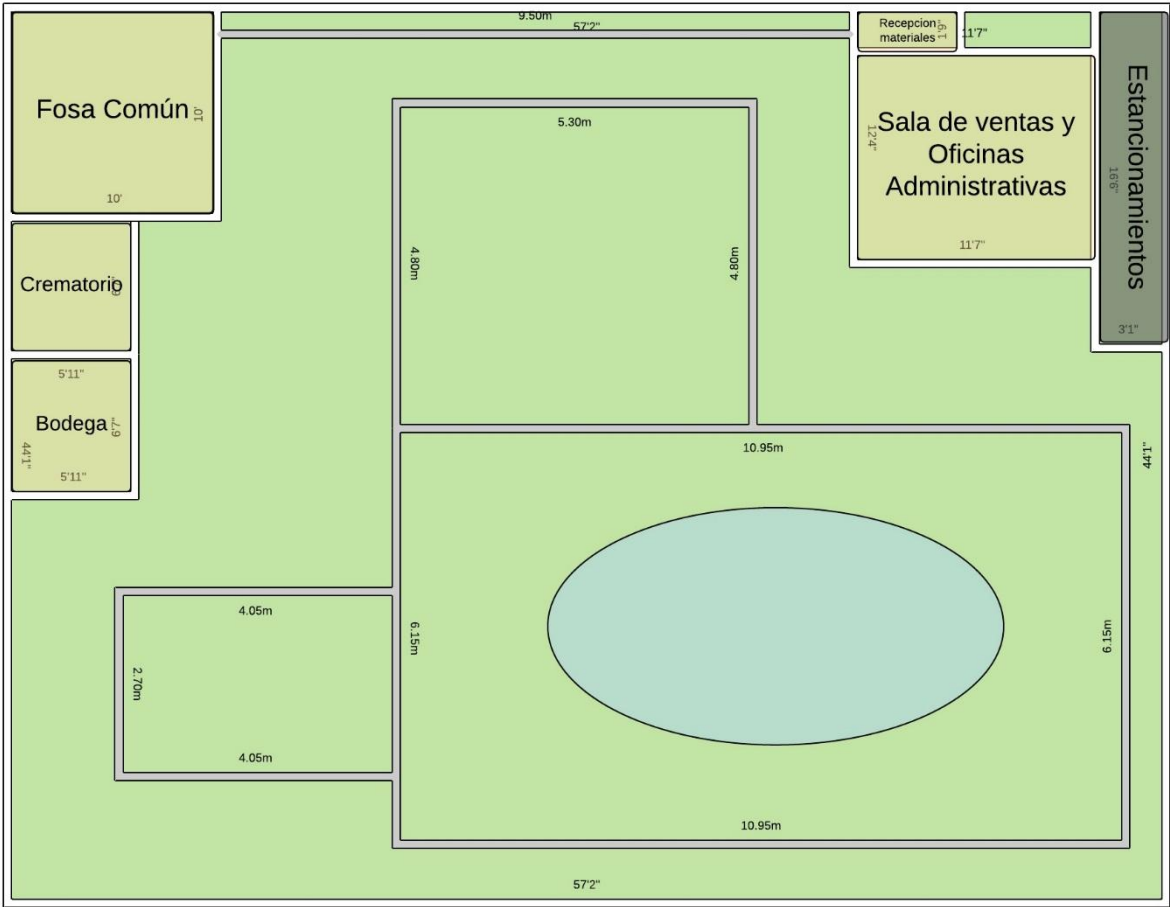 9.50m
57'2"
Recepcion
materiales
1'9"
11'7"
Fosa Común
10'
10'
Estancionamientos
16'6"
3'1"
Sala de ventas y
Oficinas
Administrativas
12'4"
11'7"
5.30m
4.80m
4.80m
Crematorio
5'11"
Bodega
6'7"
44'1"
5'11"
10.95m
44'1"
4.05m
6.15m
6.15m
2.70m
4.05m
10.95m
57'2"